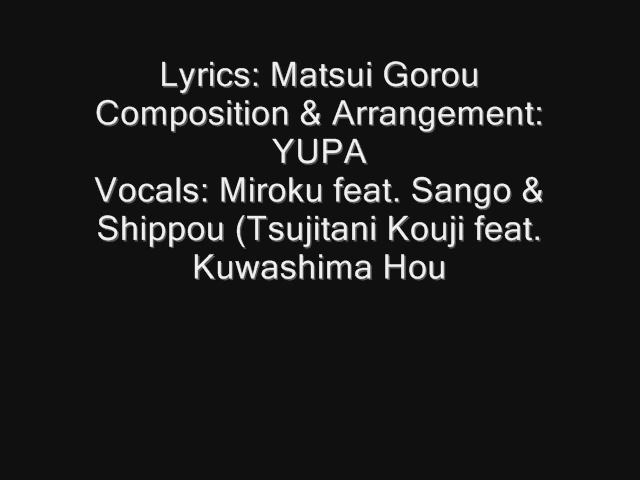 Lyrics: Matsui Gorou
Composition & Arrangement:
YUPA
Vocals: Miroku feat. Sango &
Shippou (Tsujitani Kouji feat.
Kuwashima Hou